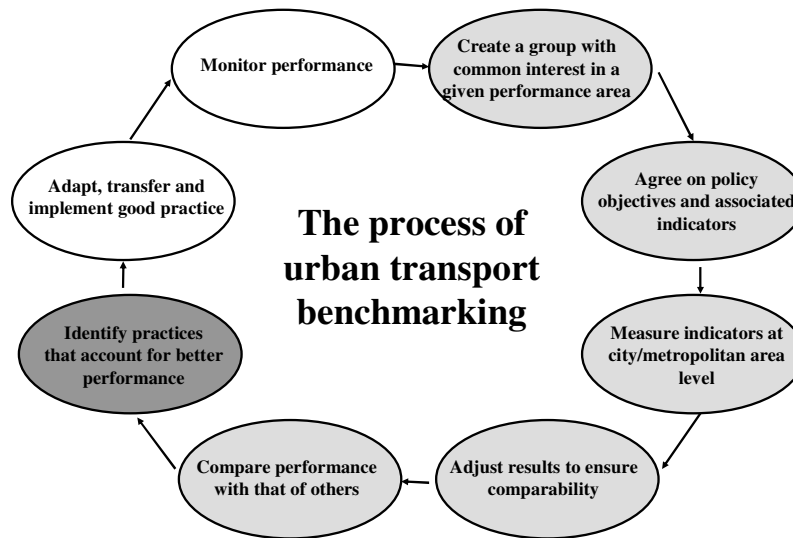 Monitor performance
Create a group with
common interest in a
given performance area
Agree on policy
objectives and associated
indicators
Measure indicators at
city/metropolitan area
level
Adjust results to ensure
comparability
Compare performance
with that of others
Identify practices
that account for better
performance
Adapt, transfer and
implement good practice
The process of
urban transport
benchmarking